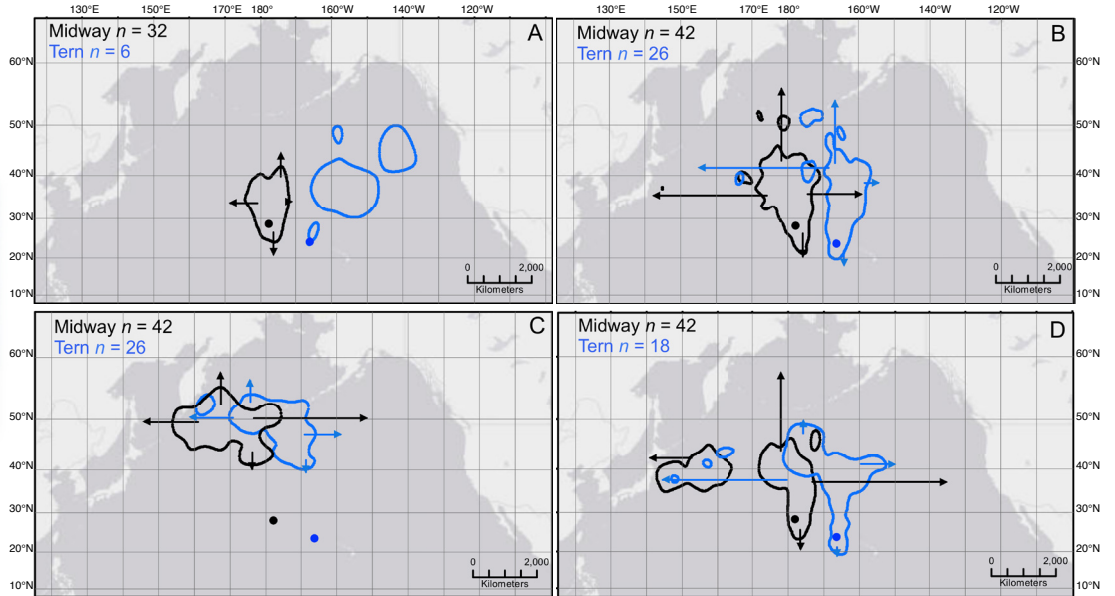 130°E 150°E 170°E 180° 170°W 160°W 140°W 120°W
130°E 150°E 170°E 180° 160°W 140°W 120°W
Midway n = 32
Tern n = 6
A
60°N
50°N
40°N
30°N
20°N
10°N
0 2,000
Kilometers
Midway n = 42
Tern n = 26
B
60°N
50°N
40°N
30°N
20°N
10°N
0 2,000
Kilometers
Midway n = 42
Tern n = 26
C
60°N
50°N
40°N
30°N
20°N
10°N
0 2,000
Kilometers
Midway n = 42
Tern n = 18
D
60°N
50°N
40°N
30°N
20°N
10°N
0 2,000
Kilometers